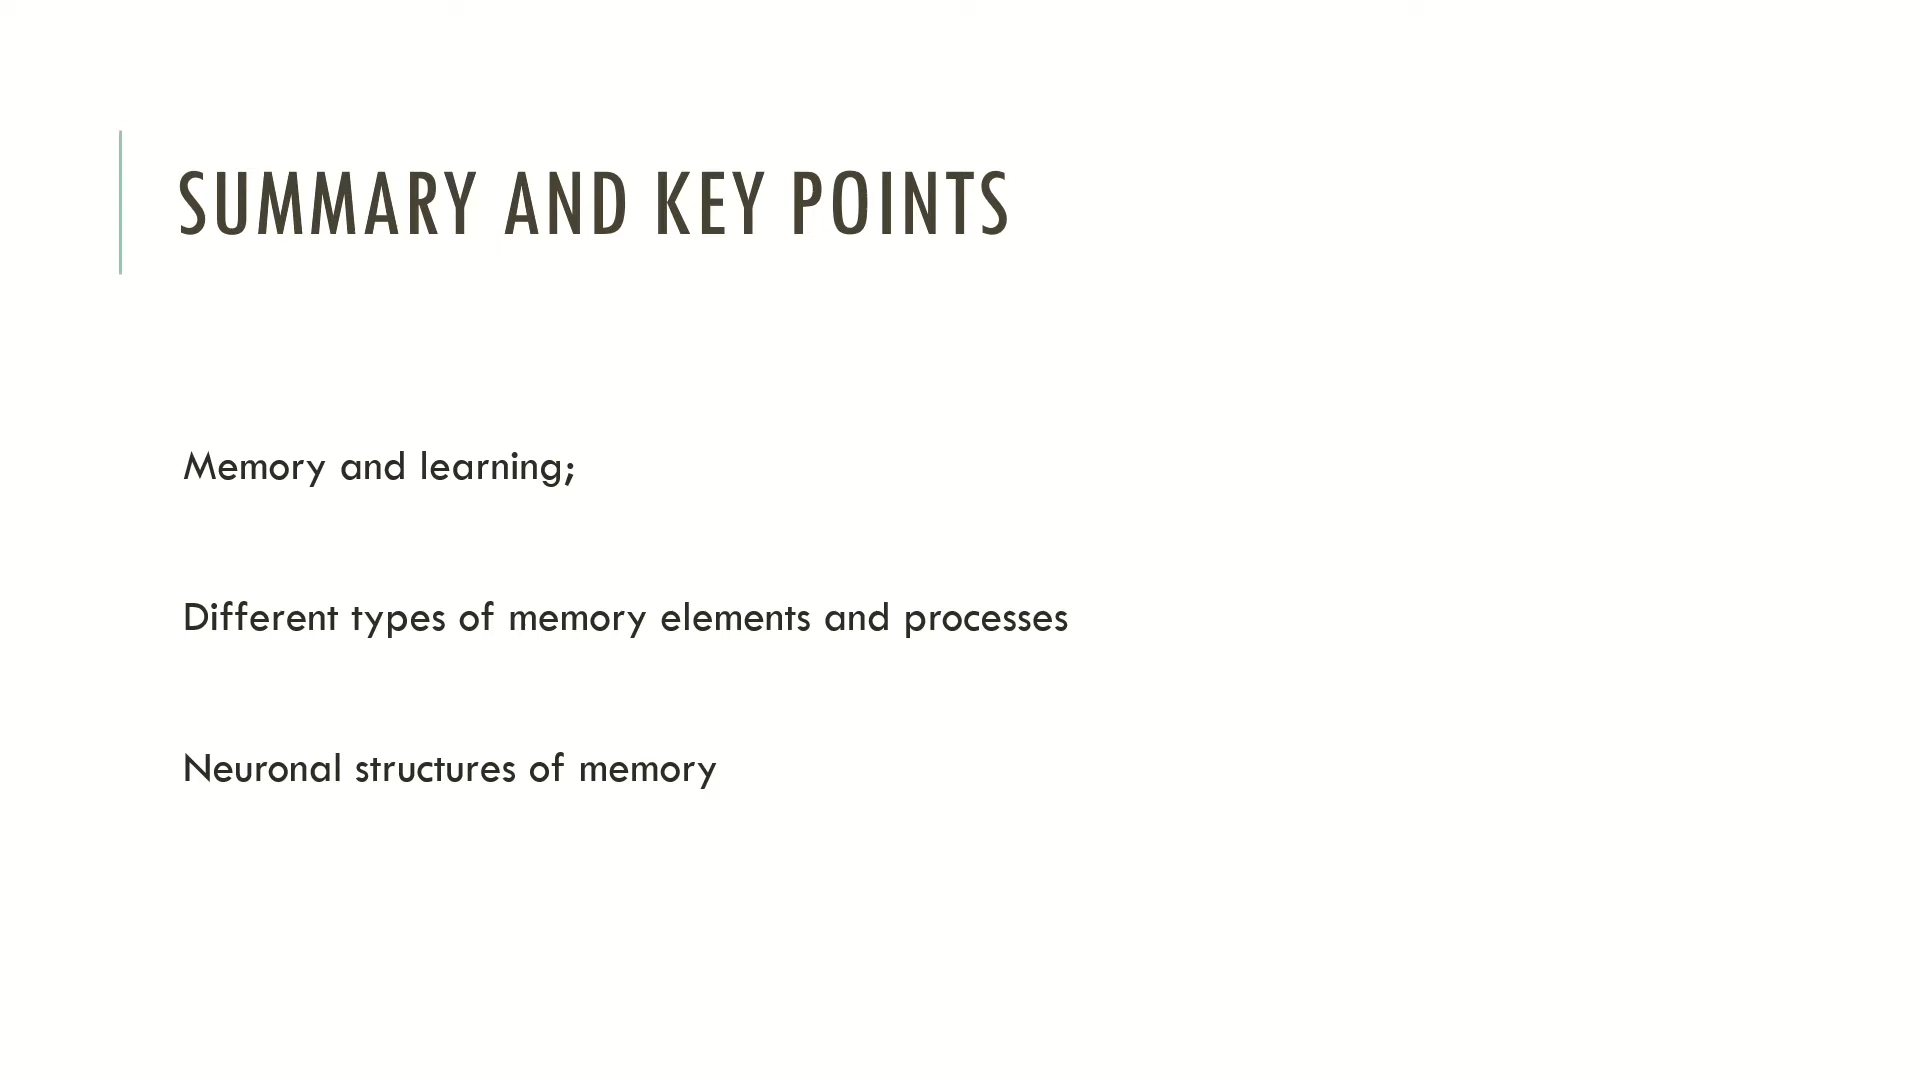 SUMMARY AND KEY POINTS
Memory and learning;
Different types of memory elements and processes
Neuronal structures of memory